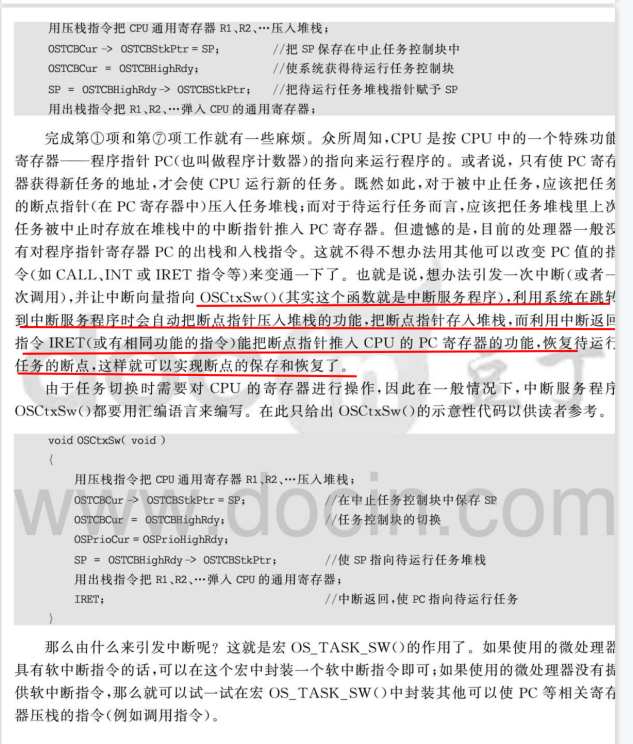 用压栈指令把 CPU 通用寄存器 R1、R2、…压入堆栈;
OSTCBCur -> OSTCBStkPtr = SP; //把 SP 保存在中止任务控制块中
OSTCBCur = OSTCBHighRdy; //使系统获得待运行任务控制块
SP = OSTCBHighRdy -> OSTCBStkPtr; //把待运行任务堆栈指针赋予 SP
用出栈指令把 R1、R2、…弹入 CPU 的通用寄存器;
完成第①项和第⑦项工作就有一些麻烦。众所周知,CPU 是按 CPU 中的一个特殊功能
寄存器——程序指针 PC(也叫做程序计数器)的指向来运行程序的。或者说,只有使 PC 寄存
器获得新任务的地址,才会使 CPU 运行新的任务。既然如此,对于被中止任务,应该把任务
的断点指针(在 PC 寄存器中)压入任务堆栈;而对于待运行任务而言,应该把任务堆栈里上次
任务被中止时存放在堆栈中的中断指针推入 PC 寄存器。但遗憾的是,目前的处理器一般没
有对程序指针寄存器 PC 的出栈和入栈指令。这就不得不想办法用其他可以改变 PC 值的指
令(如 CALL、INT 或 IRET 指令等)来变通一下了。也就是说,想办法引发一次中断(或者一
次调用),并让中断向量指向 OSCtxSw()(其实这个函数就是中断服务程序),利用系统在跳转
到中断服务程序时会自动把断点指针压入堆栈的功能,把断点指针存入堆栈,而利用中断返回
指令 IRET(或有相同功能的指令)能把断点指针推入 CPU 的 PC 寄存器的功能,恢复待运行
任务的断点,这样就可以实现断点的保存和恢复了。
由于任务切换时需要对 CPU 的寄存器进行操作,因此在一般情况下,中断服务程序
OSCtxSw()都要用汇编语言来编写。在此只给出 OSCtxSw()的示意性代码以供读者参考。
void OSCtxSw( void )
{
用压栈指令把 CPU 通用寄存器 R1、R2、…压入堆栈;
OSTCBCur -> OSTCBStkPtr = SP; //在中止任务控制块中保存 SP
OSTCBCur = OSTCBHighRdy; //任务控制块的切换
OSPrioCur = OSPrioHighRdy;
SP = OSTCBHighRdy -> OSTCBStkPtr; //使 SP 指向待运行任务堆栈
用出栈指令把 R1、R2、…弹入 CPU 的通用寄存器;
IRET; //中断返回,使 PC 指向待运行任务
}
那么由什么来引发中断呢?这就是宏 OS_TASK_SW()的作用了。如果使用的微处理器
具有软中断指令的话,可以在这个宏中封装一个软中断指令即可;如果使用的微处理器没有提
供软中断指令,那么就可以试一试在宏 OS_TASK_SW()中封装其他可以使 PC 等相关寄存
器压栈的指令(例如调用指令)。
doc 豆丁
www.docin.com